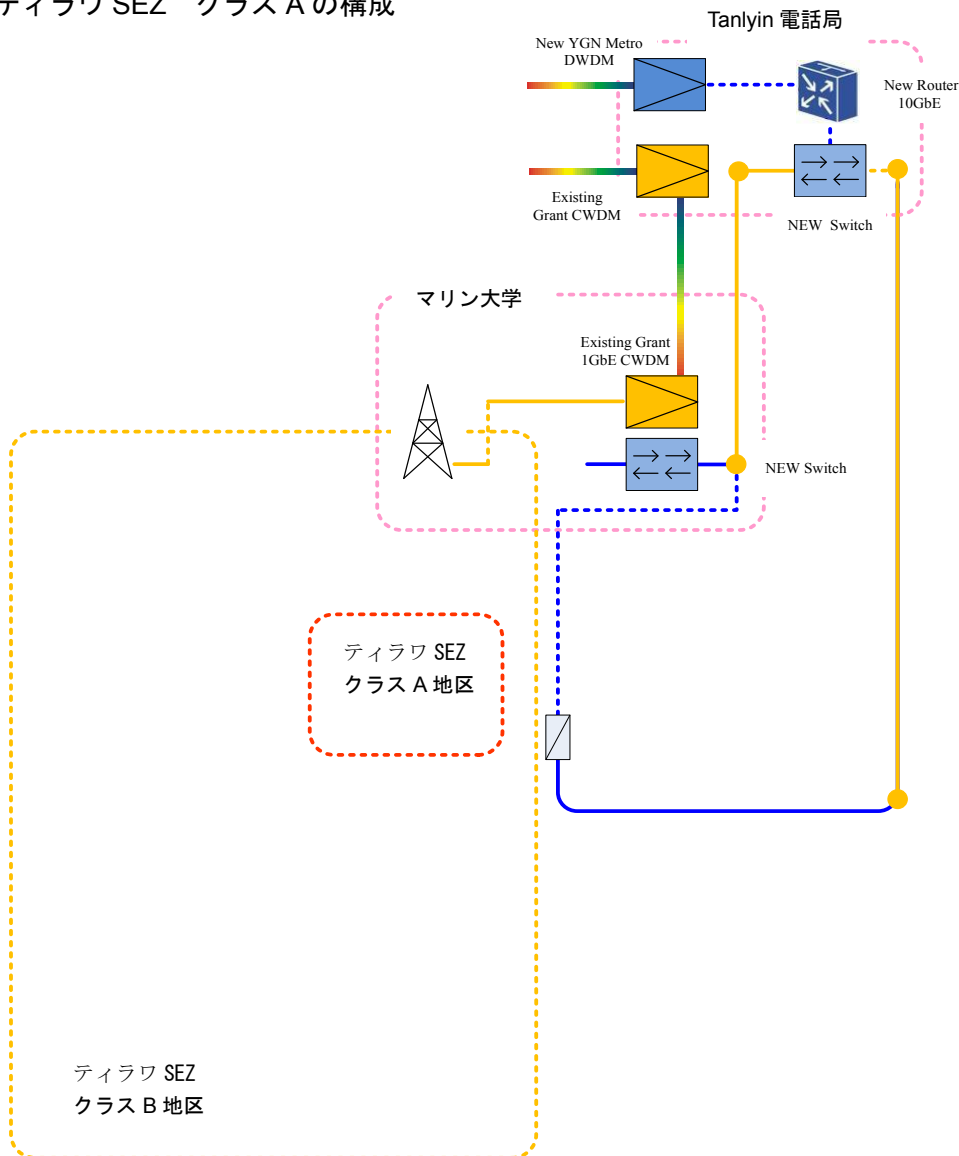 ティラワ SEZ クラス A の構成
Tanlyin 電話局
New YGN Metro
DWDM
New Router
10GbE
Existing
Grant CWDM
NEW Switch
マリン大学
Existing Grant
1GbE CWDM
NEW Switch
ティラワ SEZ
クラス A 地区
ティラワ SEZ
クラス B 地区